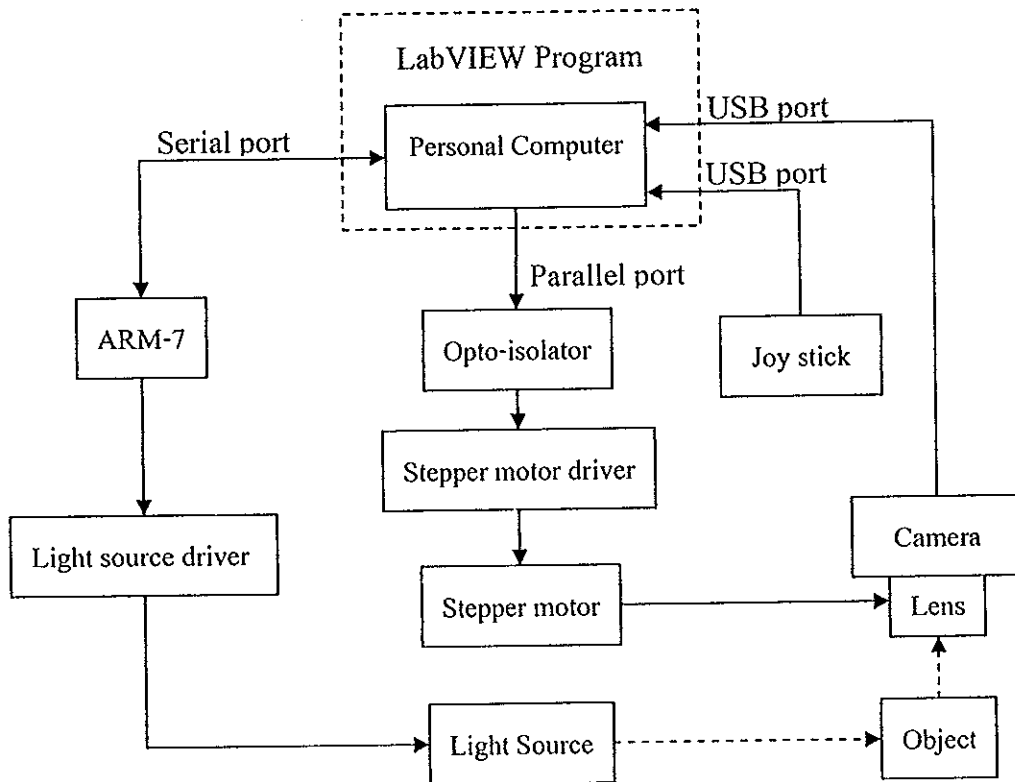 LabVIEW Program
USB port
Serial port
Personal Computer
USB port
Parallel port
ARM-7
Opto-isolator
Joy stick
Stepper motor driver
Camera
Light source driver
Stepper motor
Lens
Light Source
Object